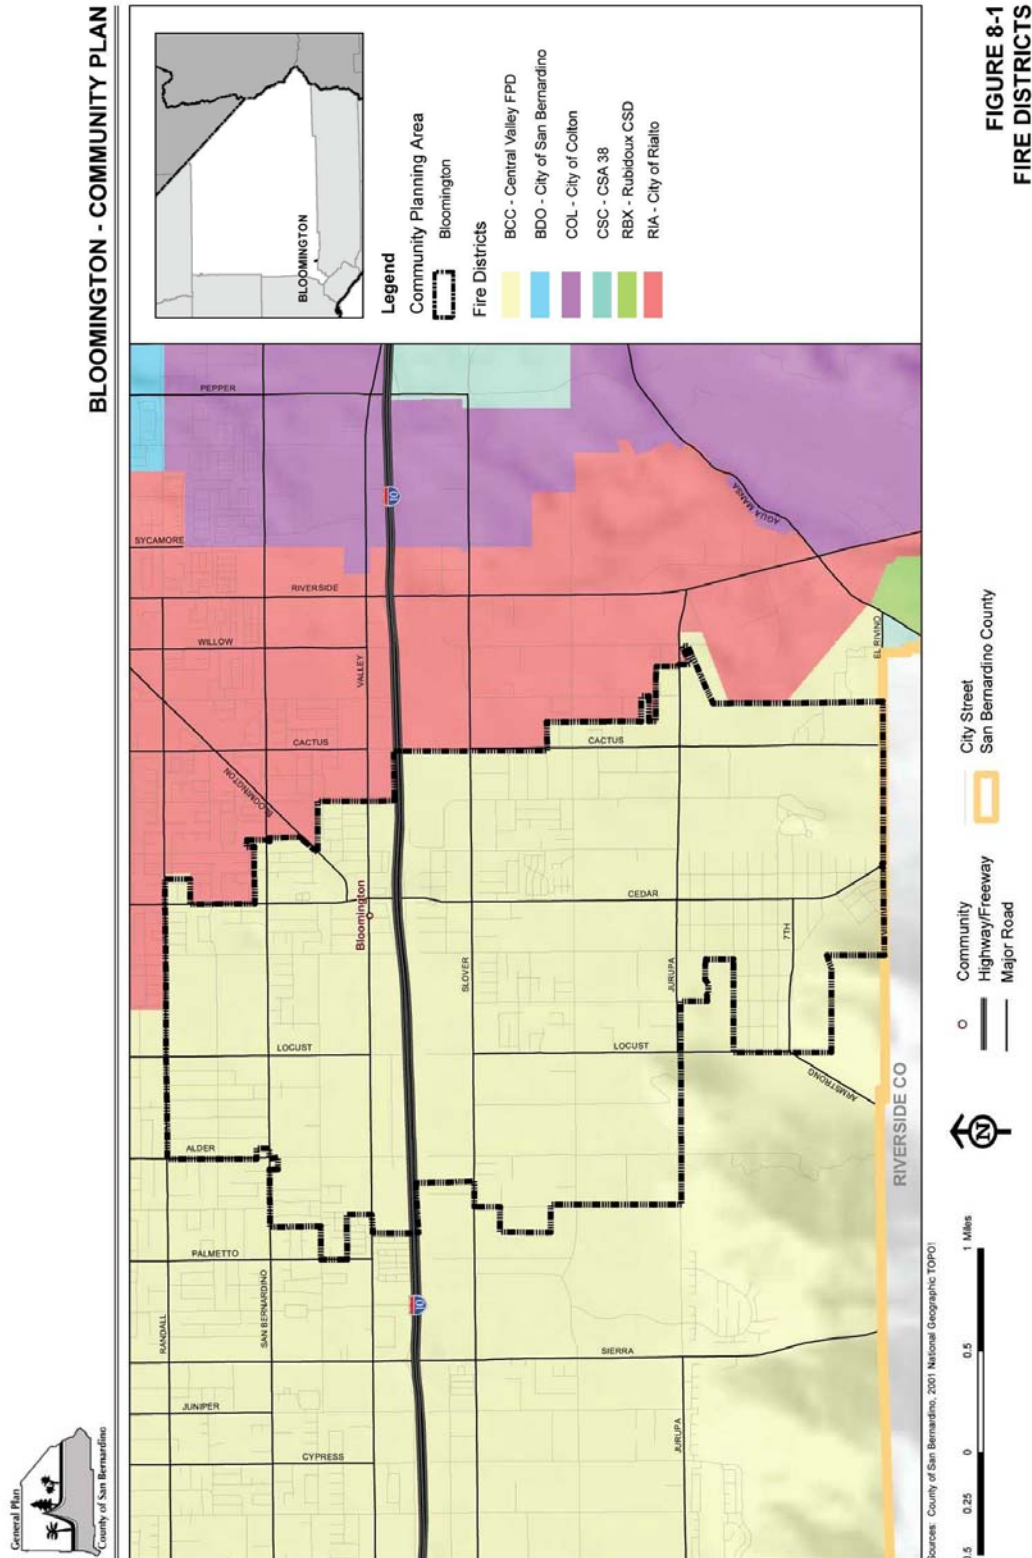 General Plan
County of San Bernardino
BLOOMINGTON - COMMUNITY PLAN
RANDALL
SAN BERNARDINO
JUNIPER
CYPRESS
PALMETTO
ALDER
LOCUST
BLOOMINGTON
CACTUS
WILLOW
RIVERSIDE
SYCAMORE
PEPPER
VALLEY
Bloomington
10
10
SLOVER
SIERRA
JURUPA
LOCUST
JURUPA
CEDAR
CACTUS
7TH
ARMSTRONG
AGUA MANSA
EL RIVINO
RIVERSIDE CO
BLOOMINGTON
Legend
Community Planning Area
Bloomington
Fire Districts
BCC - Central Valley FPD
BDO - City of San Bernardino
COL - City of Colton
CSC - CSA 38
RBX - Rubidoux CSD
RIA - City of Rialto
ources: County of San Bernardino, 2001 National Geographic TOPO!
.5 0.25 0 0.5 1 Miles
N
Community
Highway/Freeway
Major Road
City Street
San Bernardino County
FIGURE 8-1
FIRE DISTRICTS